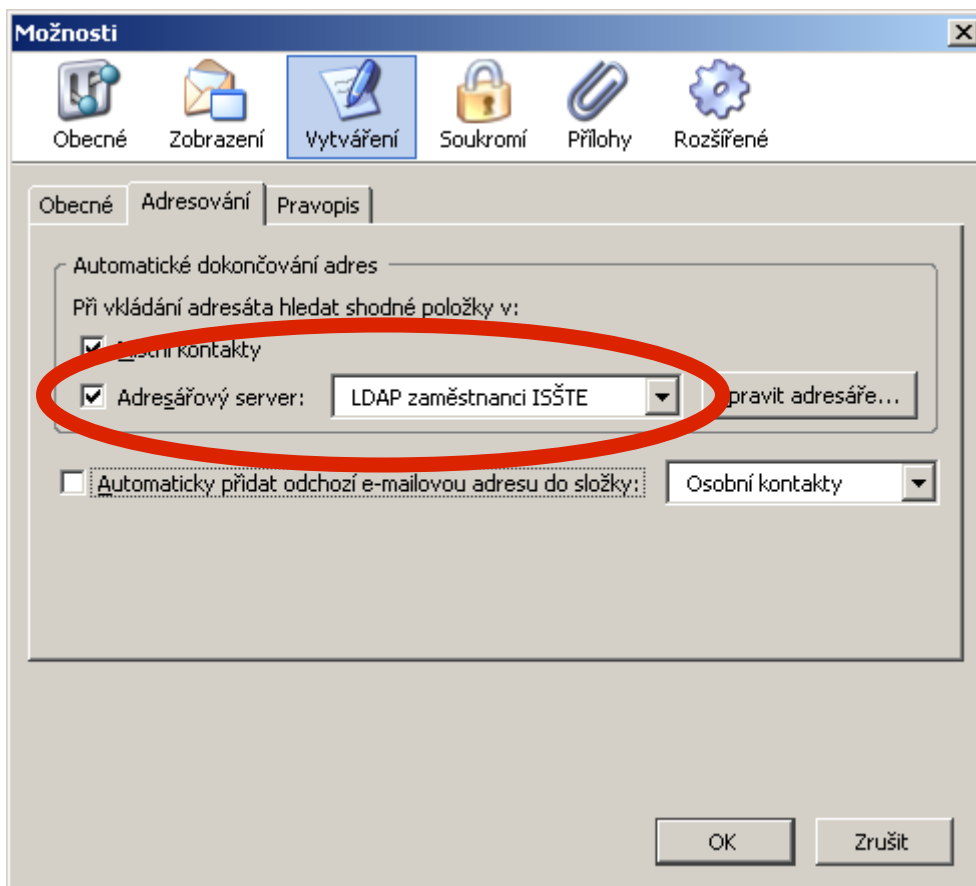 Možnosti
Obecné Zobrazení Vytváření Soukromí Přílohy Rozšířené
Obecné Adresování Pravopis
Automatické dokončování adres
Při vkládání adresáta hledat shodné položky v:
kontakty
Adresářový server: LDAP zaměstnanci ISŠTE adresáře...
Automaticky přidat odchozí e-mailovou adresu do složky: Osobní kontakty
OK Zrušit